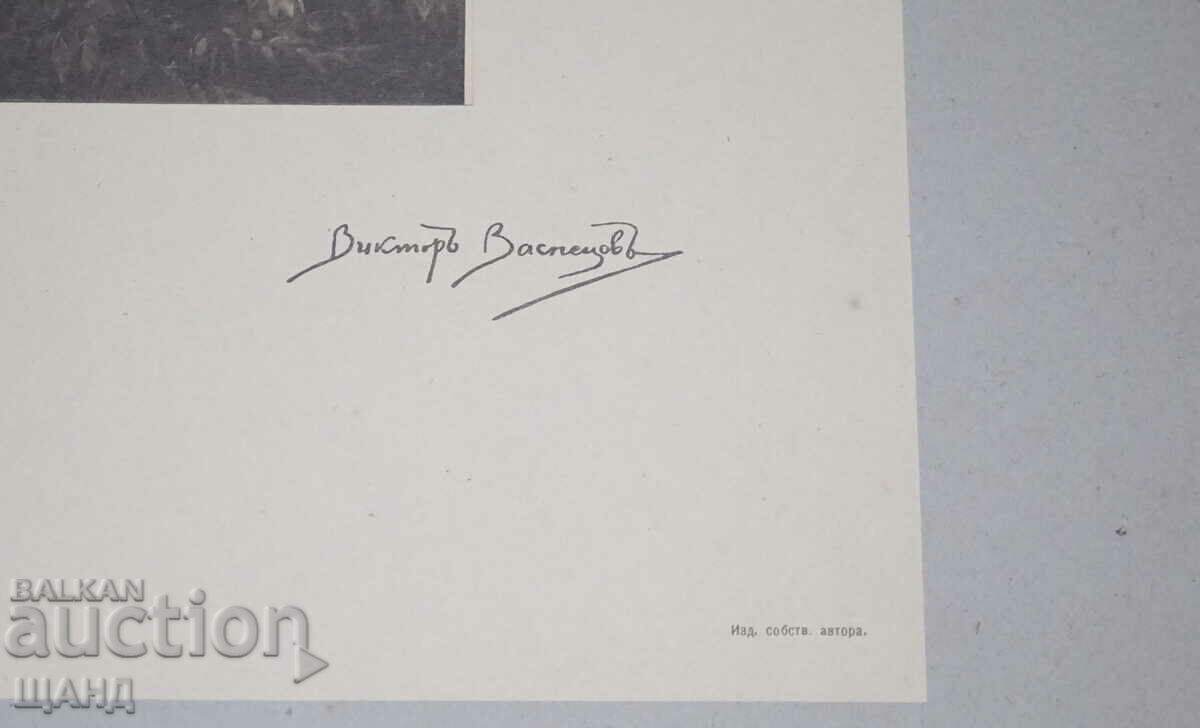 Викторъ Васнецовъ
Изд. собств. автора.
BALKAN
auction
ЩАНД